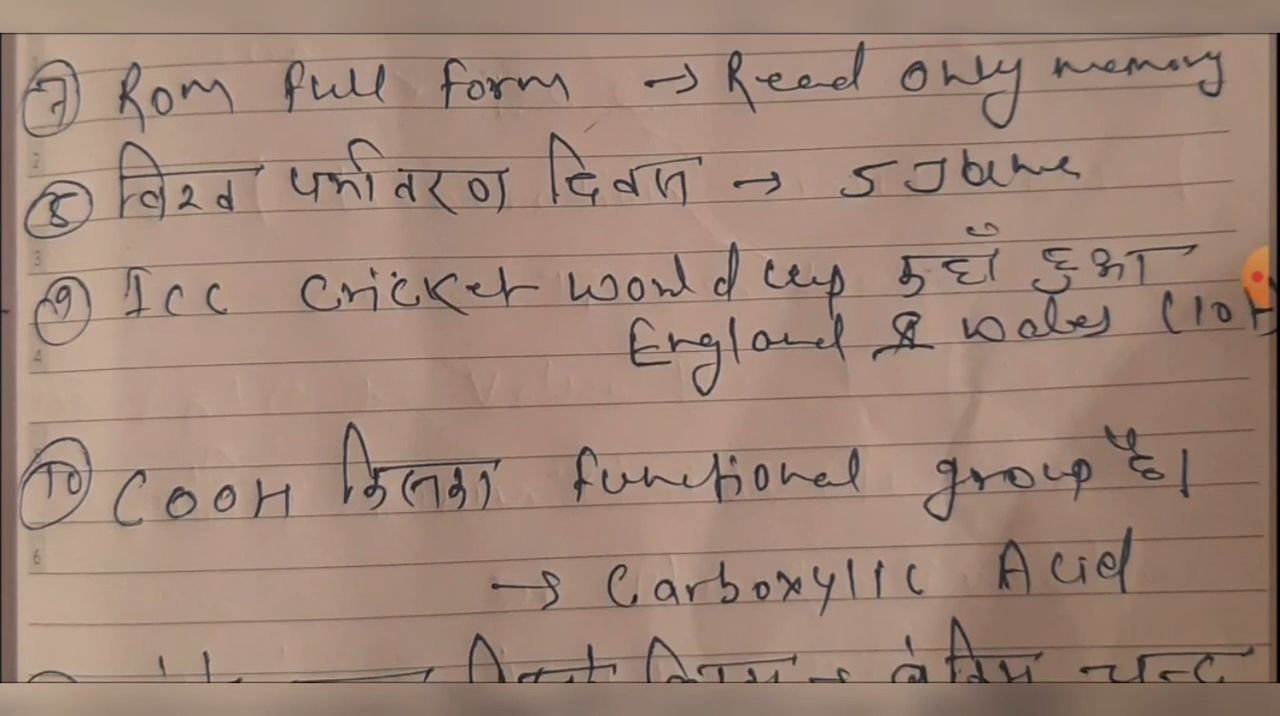 7 Rom full form → Read only memory
8 विश्व पर्यावरण दिवस → 5 June
9 Icc cricket world cup कहाँ हुआ
England & Wales (10
10 COOH किसका functional group है।
→ Carboxylic Acid